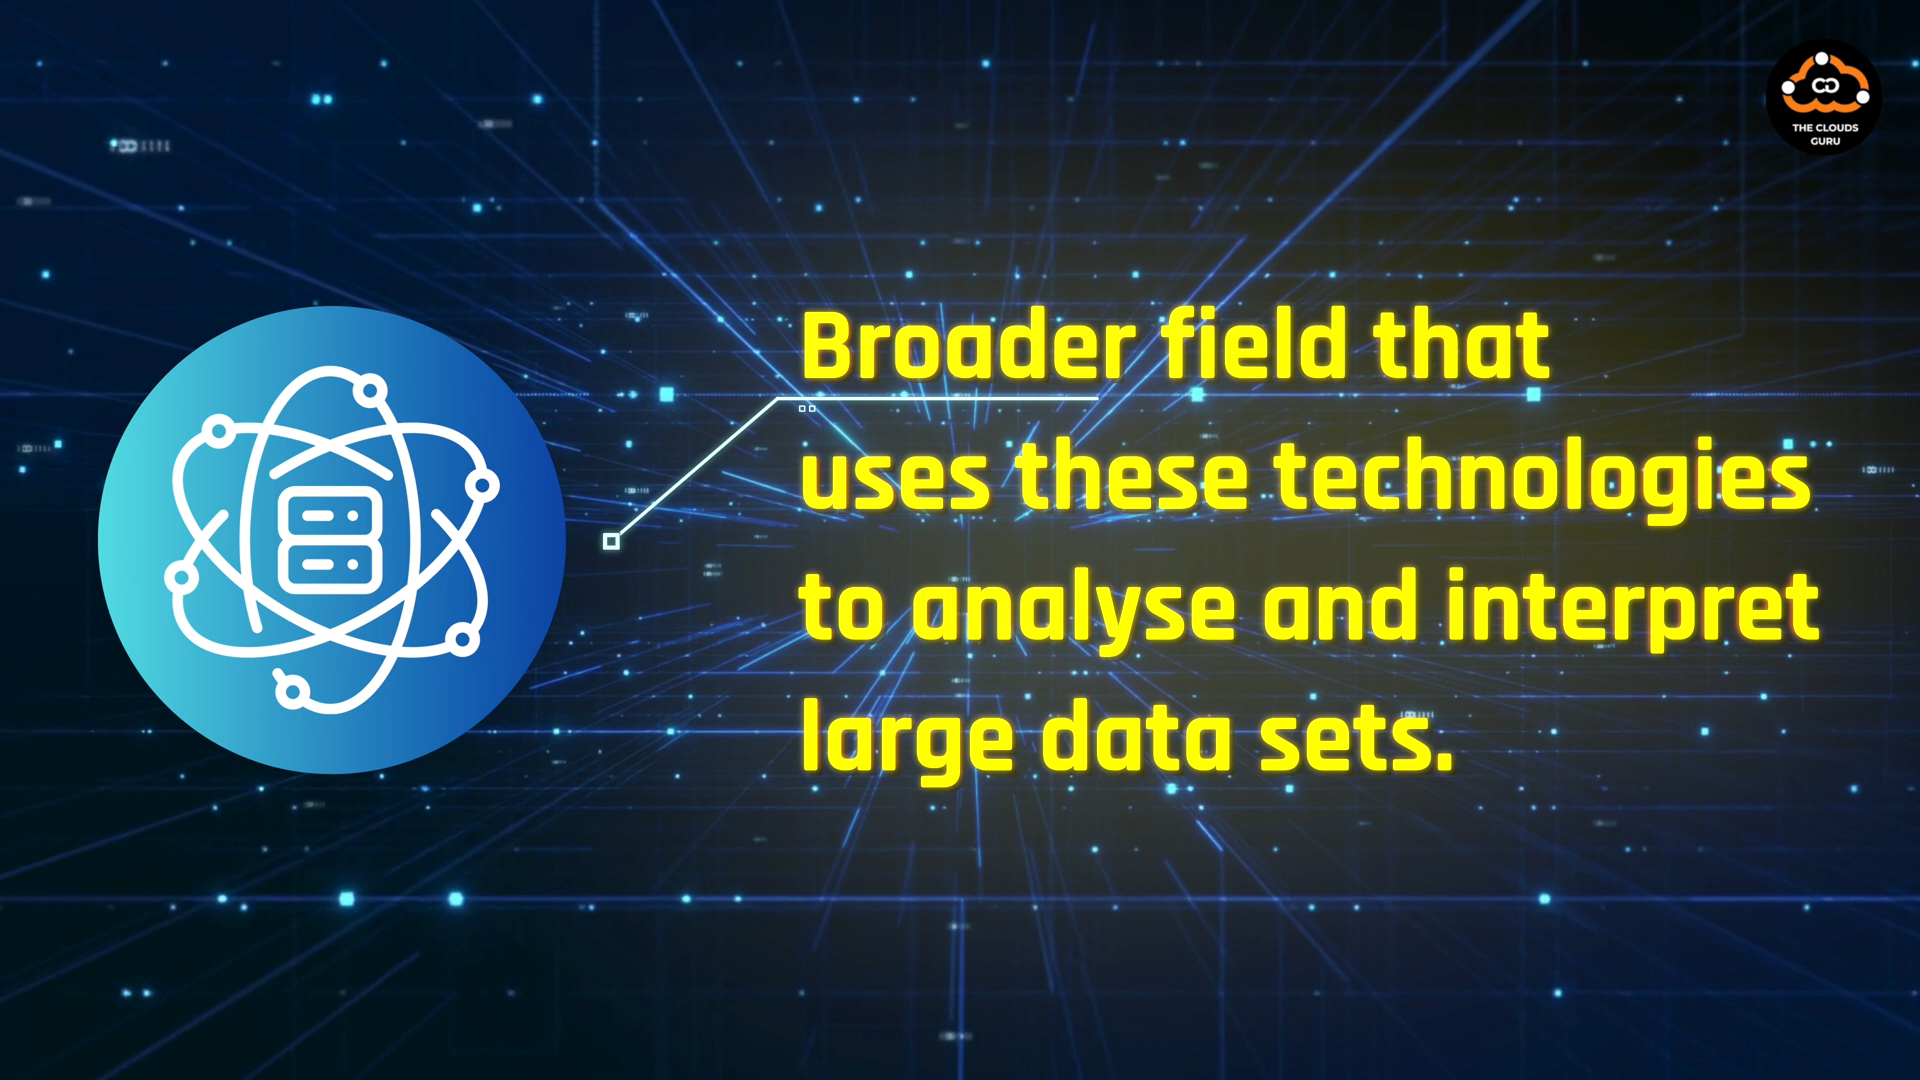 THE CLOUDS
GURU
Broader field that
uses these technologies
to analyse and interpret
large data sets.